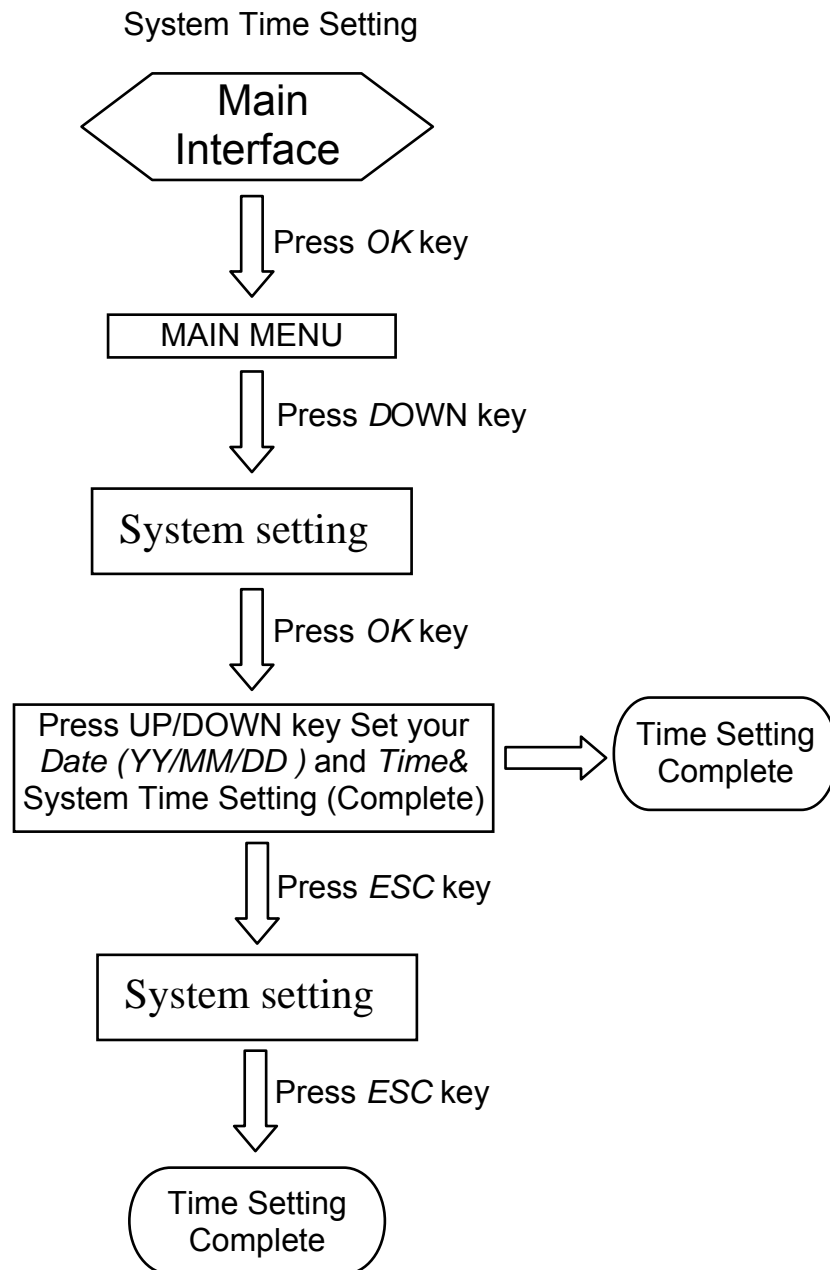 System Time Setting
Main
Interface
Press OK key
MAIN MENU
Press DOWN key
System setting
Press OK key
Press UP/DOWN key Set your
Date (YY/MM/DD ) and Time&
System Time Setting (Complete)
Time Setting
Complete
Press ESC key
System setting
Press ESC key
Time Setting
Complete